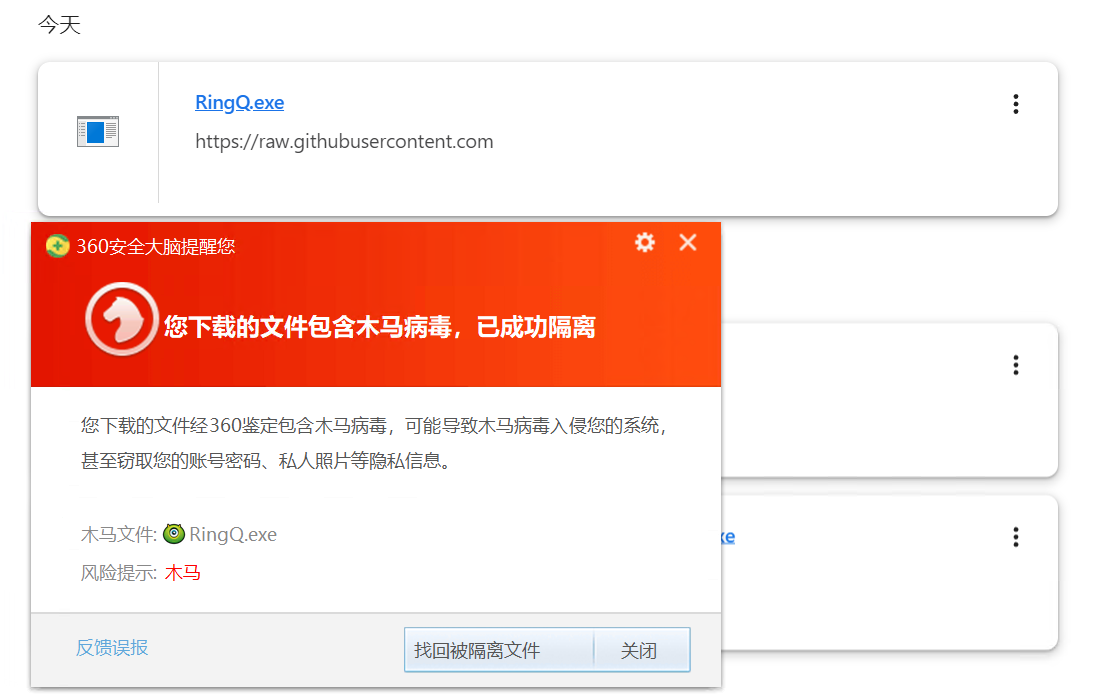 今天
RingQ.exe
https://raw.githubusercontent.com
360安全大脑提醒您
您下载的文件包含木马病毒，已成功隔离
您下载的文件经360鉴定包含木马病毒，可能导致木马病毒入侵您的系统，
甚至窃取您的账号密码、私人照片等隐私信息。
xe
木马文件: RingQ.exe
风险提示: 木马
反馈误报
找回被隔离文件
关闭